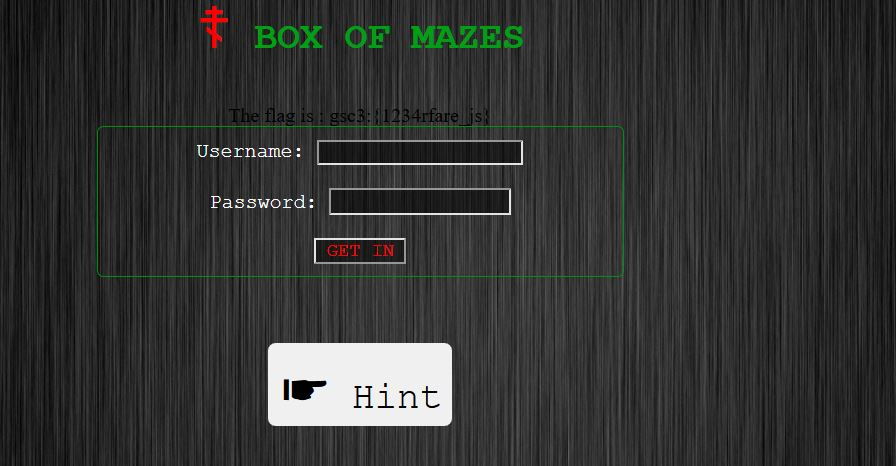 ☦ BOX OF MAZES
The flag is : gsc3:{1234rfare_js}
Username:
Password:
GET IN
☛ Hint